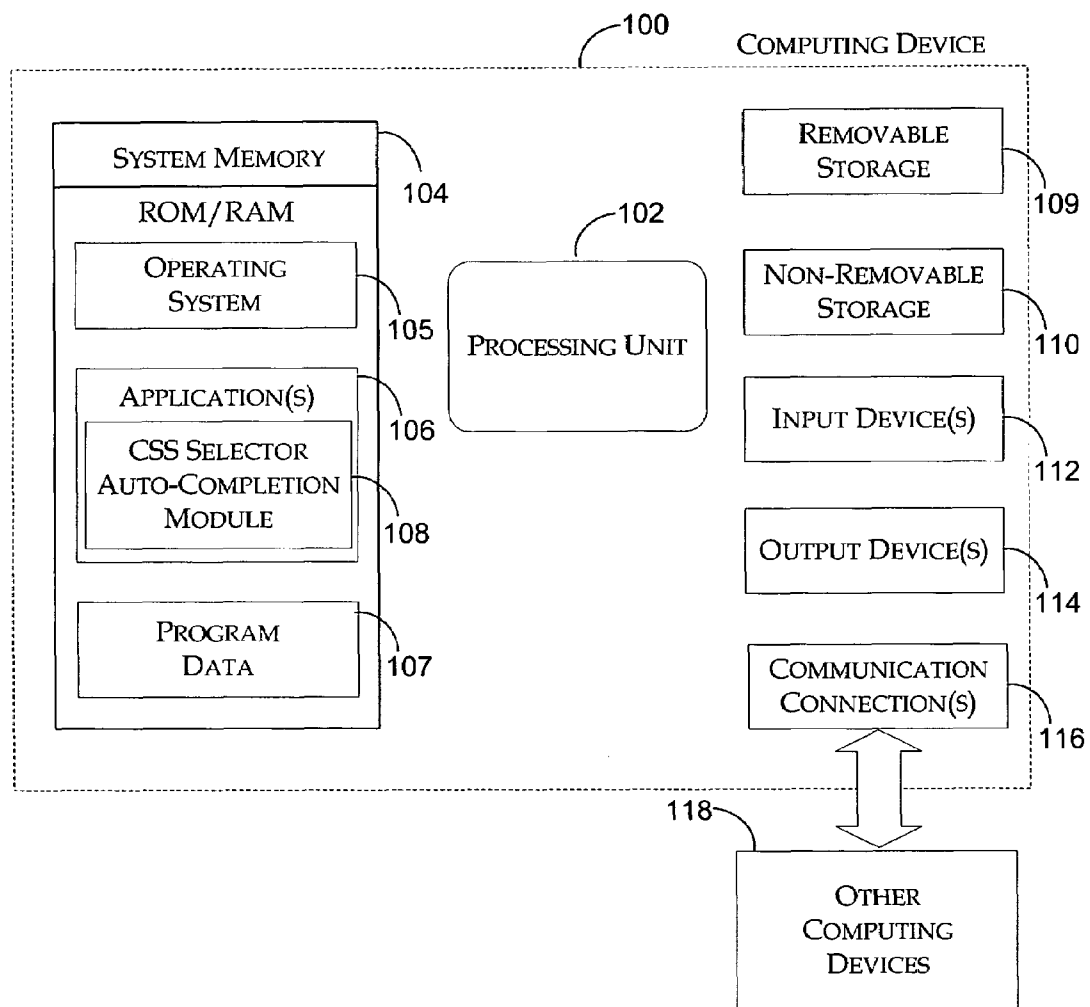 100
COMPUTING DEVICE
SYSTEM MEMORY
104
ROM/RAM
OPERATING
SYSTEM
105
APPLICATION(S)
106
CSS SELECTOR
AUTO-COMPLETION
MODULE
108
PROGRAM
DATA
107
102
PROCESSING UNIT
REMOVABLE
STORAGE
109
NON-REMOVABLE
STORAGE
110
INPUT DEVICE(S)
112
OUTPUT DEVICE(S)
114
COMMUNICATION
CONNECTION(S)
116
118
OTHER
COMPUTING
DEVICES